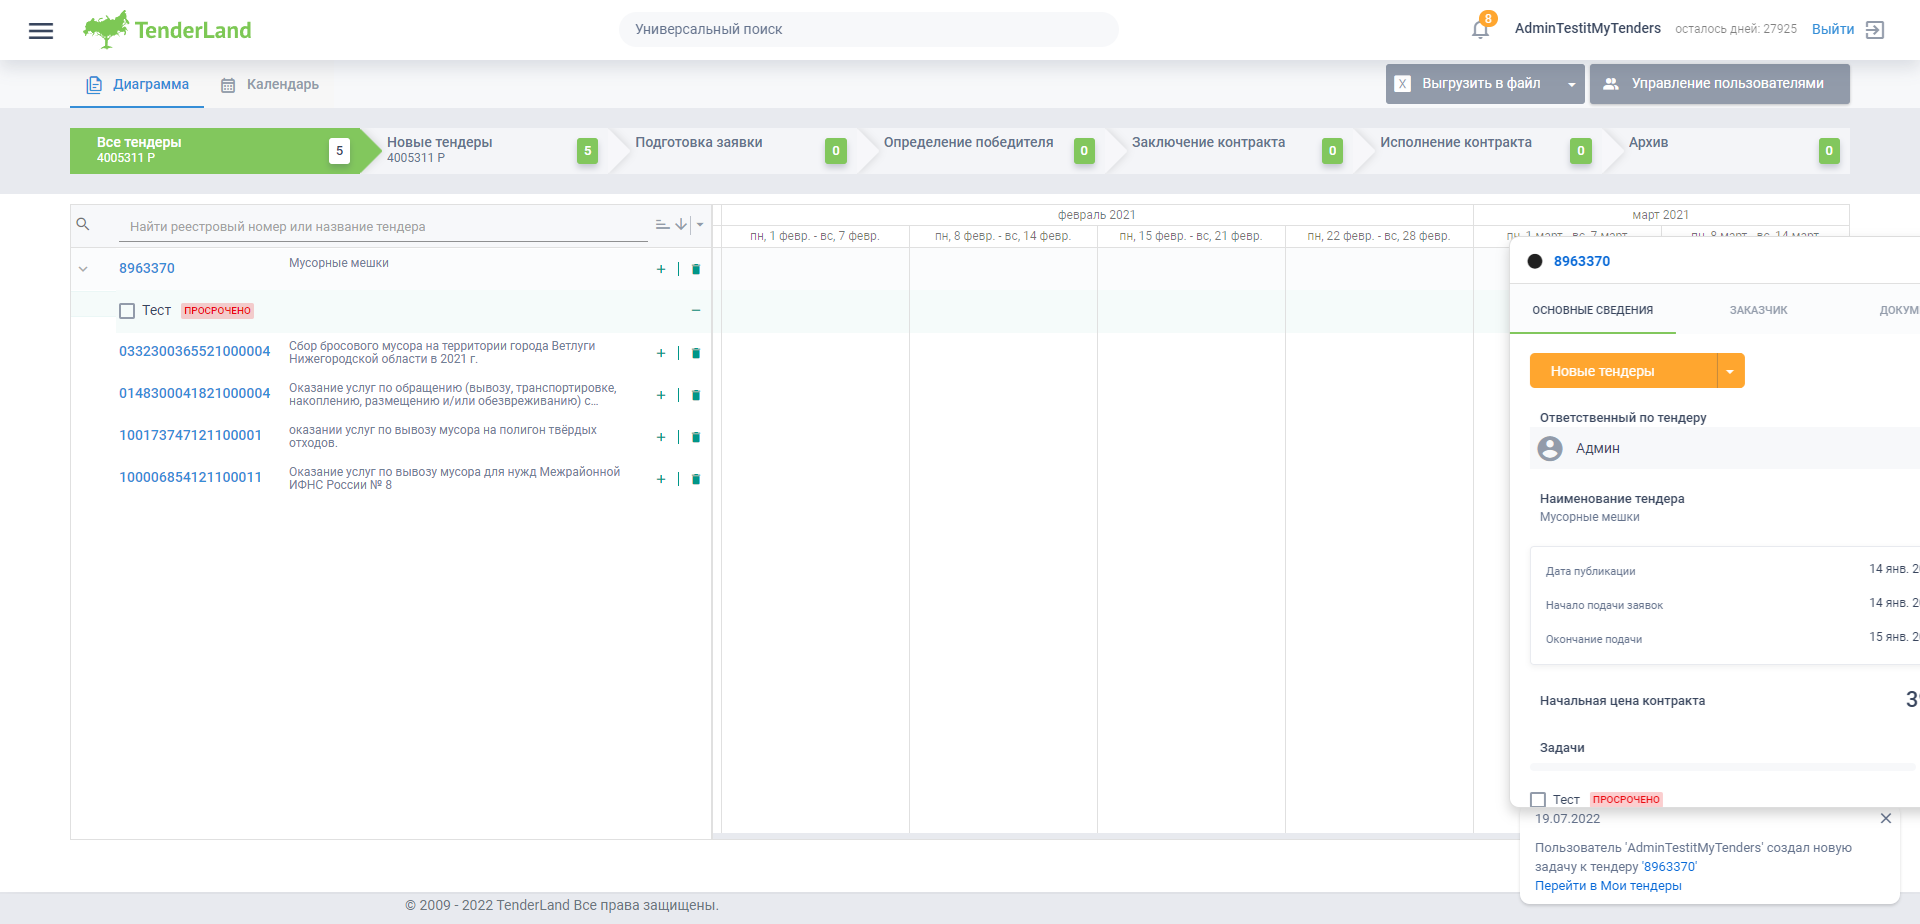 TenderLand
Универсальный поиск
8
AdminTestitMyTenders
осталось дней: 27925
Выйти
Диаграмма
Календарь
X
Выгрузить в файл
Управление пользователями
Все тендеры
4005311 Р
5
Новые тендеры
4005311 Р
5
Подготовка заявки
0
Определение победителя
0
Заключение контракта
0
Исполнение контракта
0
Архив
0
Найти реестровый номер или название тендера
февраль 2021
март 2021
пн, 1 февр. - вс, 7 февр.
пн, 8 февр. - вс, 14 февр.
пн, 15 февр. - вс, 21 февр.
пн, 22 февр. - вс, 28 февр.
пн, 1 март - вс, 7 март
пн, 8 март - вс, 14 март
8963370
Мусорные мешки
Тест
ПРОСРОЧЕНО
0332300365521000004
Сбор бросового мусора на территории города Ветлуги
Нижегородской области в 2021 г.
0148300041821000004
Оказание услуг по обращению (вывозу, транспортировке,
накоплению, размещению и/или обезвреживанию) с...
100173747121100001
оказании услуг по вывозу мусора на полигон твёрдых
отходов.
100006854121100011
Оказание услуг по вывозу мусора для нужд Межрайонной
ИФНС России № 8
8963370
ОСНОВНЫЕ СВЕДЕНИЯ
ЗАКАЗЧИК
ДОКУМ
Новые тендеры
Ответственный по тендеру
Админ
Наименование тендера
Мусорные мешки
Дата публикации
14 янв. 20
Начало подачи заявок
14 янв. 20
Окончание подачи
15 янв. 20
Начальная цена контракта
39
Задачи
Тест
ПРОСРОЧЕНО
19.07.2022
Пользователь 'AdminTestitMyTenders' создал новую
задачу к тендеру '8963370'
Перейти в Мои тендеры
© 2009 - 2022 TenderLand Все права защищены.